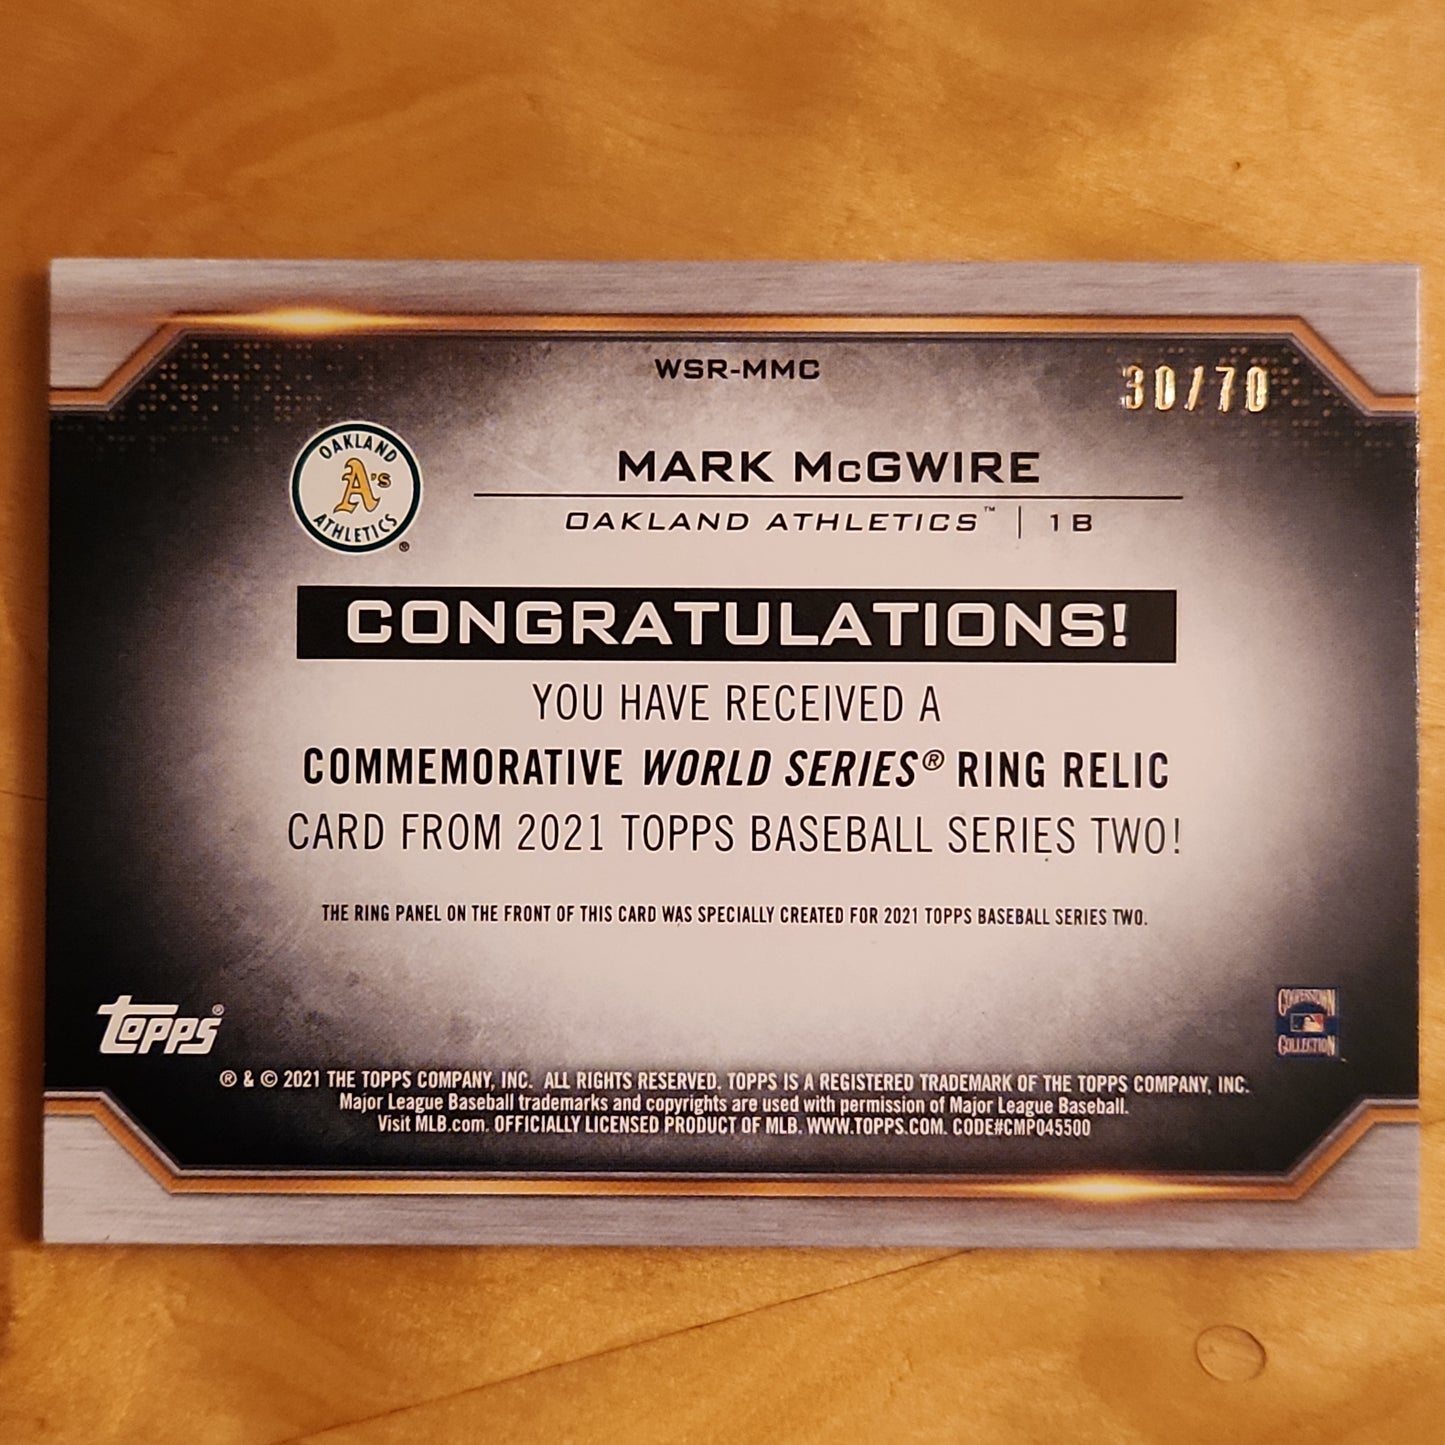 WSR-MMC
30/70
OAKLAND
A's
ATHLETICS
®
MARK McGWIRE
OAKLAND ATHLETICS™ | 1B
CONGRATULATIONS!
YOU HAVE RECEIVED A
COMMEMORATIVE WORLD SERIES® RING RELIC
CARD FROM 2021 TOPPS BASEBALL SERIES TWO!
THE RING PANEL ON THE FRONT OF THIS CARD WAS SPECIALLY CREATED FOR 2021 TOPPS BASEBALL SERIES TWO.
Topps®
COOPERSTOWN
COLLECTION
® & © 2021 THE TOPPS COMPANY, INC. ALL RIGHTS RESERVED. TOPPS IS A REGISTERED TRADEMARK OF THE TOPPS COMPANY, INC.
Major League Baseball trademarks and copyrights are used with permission of Major League Baseball.
Visit MLB.com. OFFICIALLY LICENSED PRODUCT OF MLB. WWW.TOPPS.COM. CODE#CMP045500